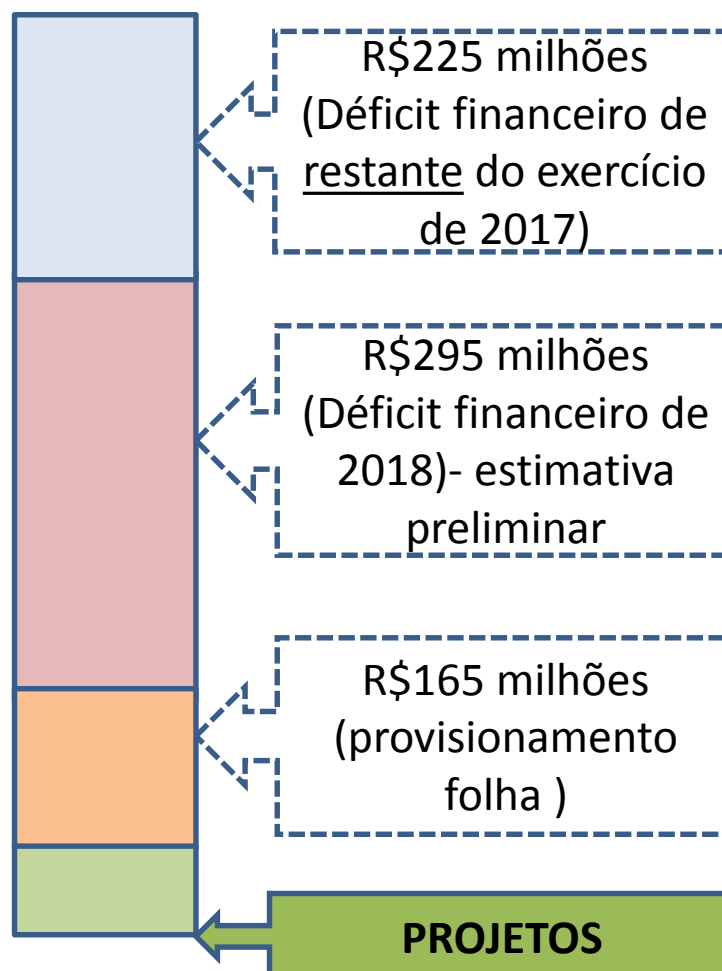 R$225 milhões
(Déficit financeiro de
restante do exercício
de 2017)
R$295 milhões
(Déficit financeiro de
2018)- estimativa
preliminar
R$165 milhões
(provisionamento
folha )
PROJETOS